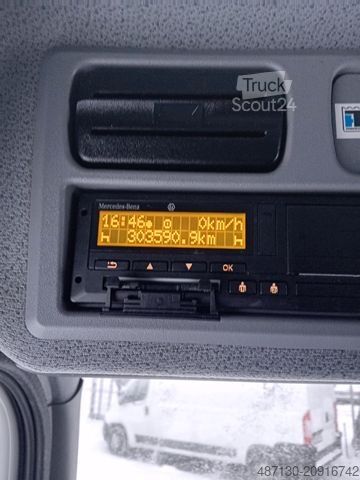 Truck
Scout24
Mercedes-Benz
16:46 0km/h
303590.9km
OK
487130-20916742